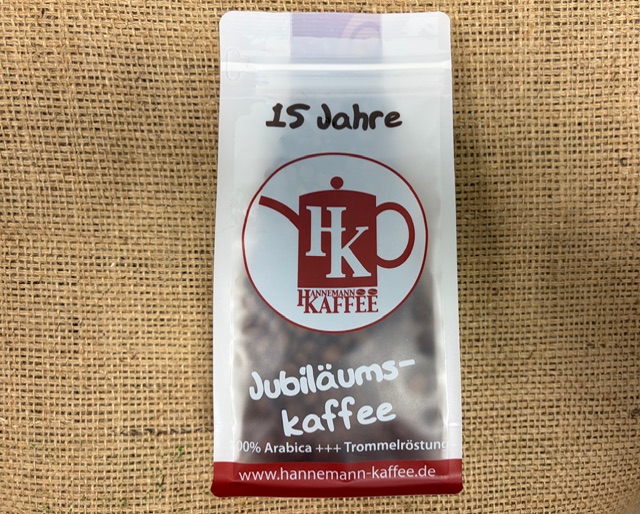 15 Jahre
HK
HANNEMANN
KAFFEE
Jubiläums-
kaffee
00% Arabica +++ Trommelröstung
www.hannemann-kaffee.de